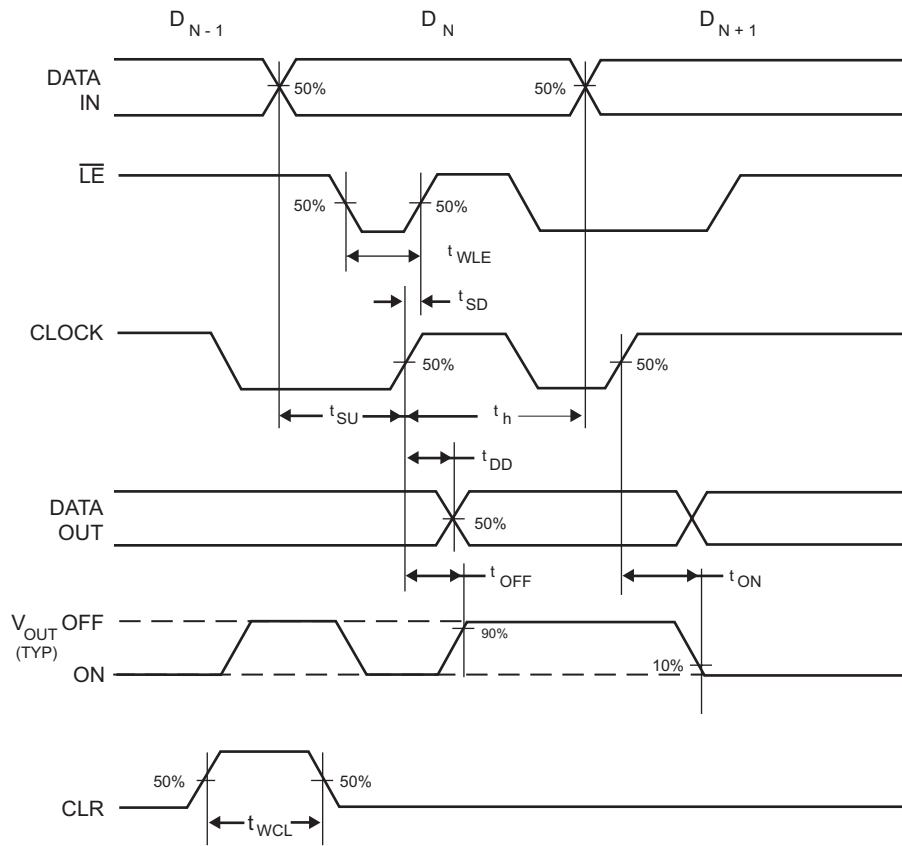 D N - 1 D N D N + 1
DATA IN
50% 50%
LE
50% 50%
t WLE
t SD
CLOCK
50% 50%
t SU t h
t DD
DATA OUT
50%
t OFF t ON
V OUT (TYP) OFF
90%
10%
ON
50% 50%
CLR
t WCL